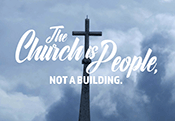 The
Church is People,
NOT A BUILDING.